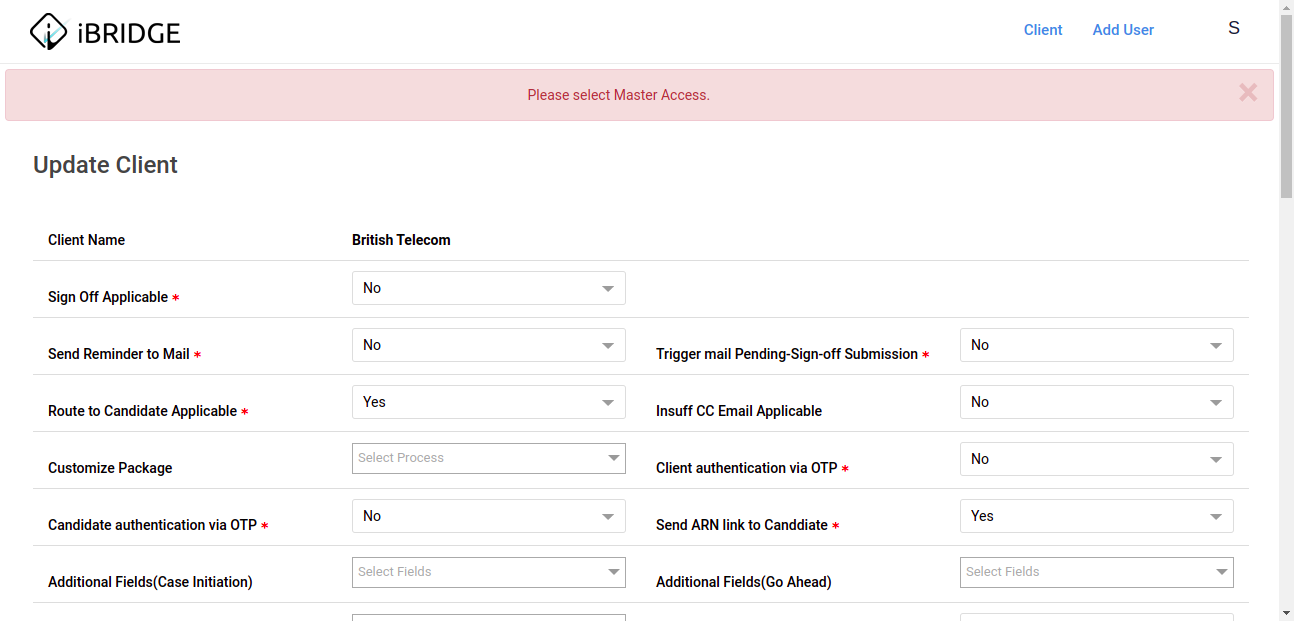 iBRIDGE
Client Add User S
Please select Master Access.
Update Client
Client Name British Telecom
Sign Off Applicable * No
Send Reminder to Mail * No Trigger mail Pending-Sign-off Submission * No
Route to Candidate Applicable * Yes Insuff CC Email Applicable No
Customize Package Select Process Client authentication via OTP * No
Candidate authentication via OTP * No Send ARN link to Canddiate * Yes
Additional Fields(Case Initiation) Select Fields Additional Fields(Go Ahead) Select Fields